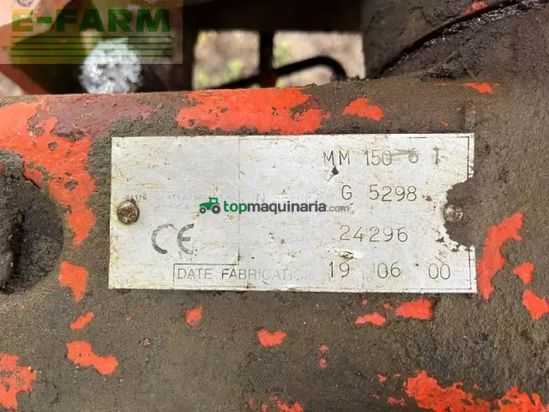 E-FARM
MM 150 6 T
topmaquinaria.com
G 5298
CE
24296
DATE FABRICATION 19 06 00